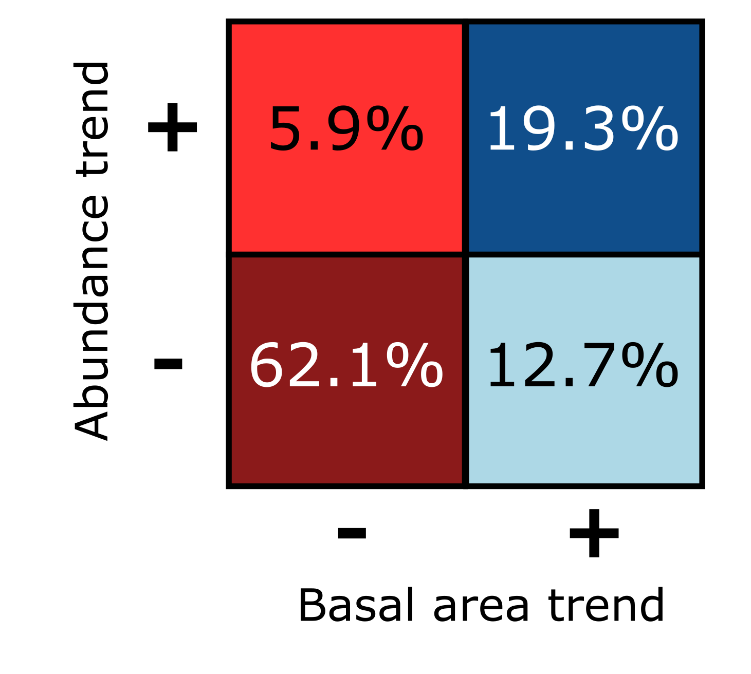 Abundance trend
+
5.9% 19.3%
-
62.1% 12.7%
- +
Basal area trend